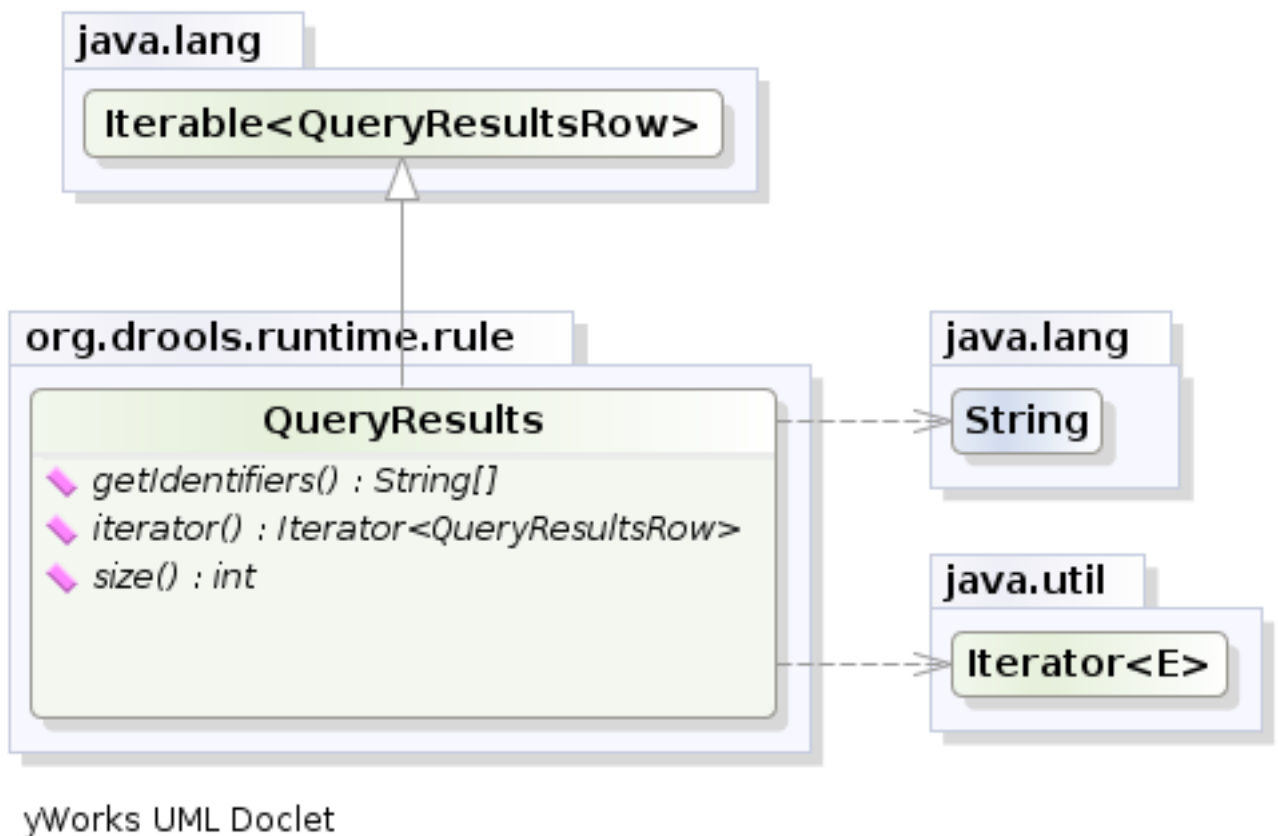 java.lang
Iterable<QueryResultsRow>
org.drools.runtime.rule
QueryResults
getIdentifiers() : String[]
iterator() : Iterator<QueryResultsRow>
size() : int
java.lang
String
java.util
Iterator<E>
yWorks UML Doclet